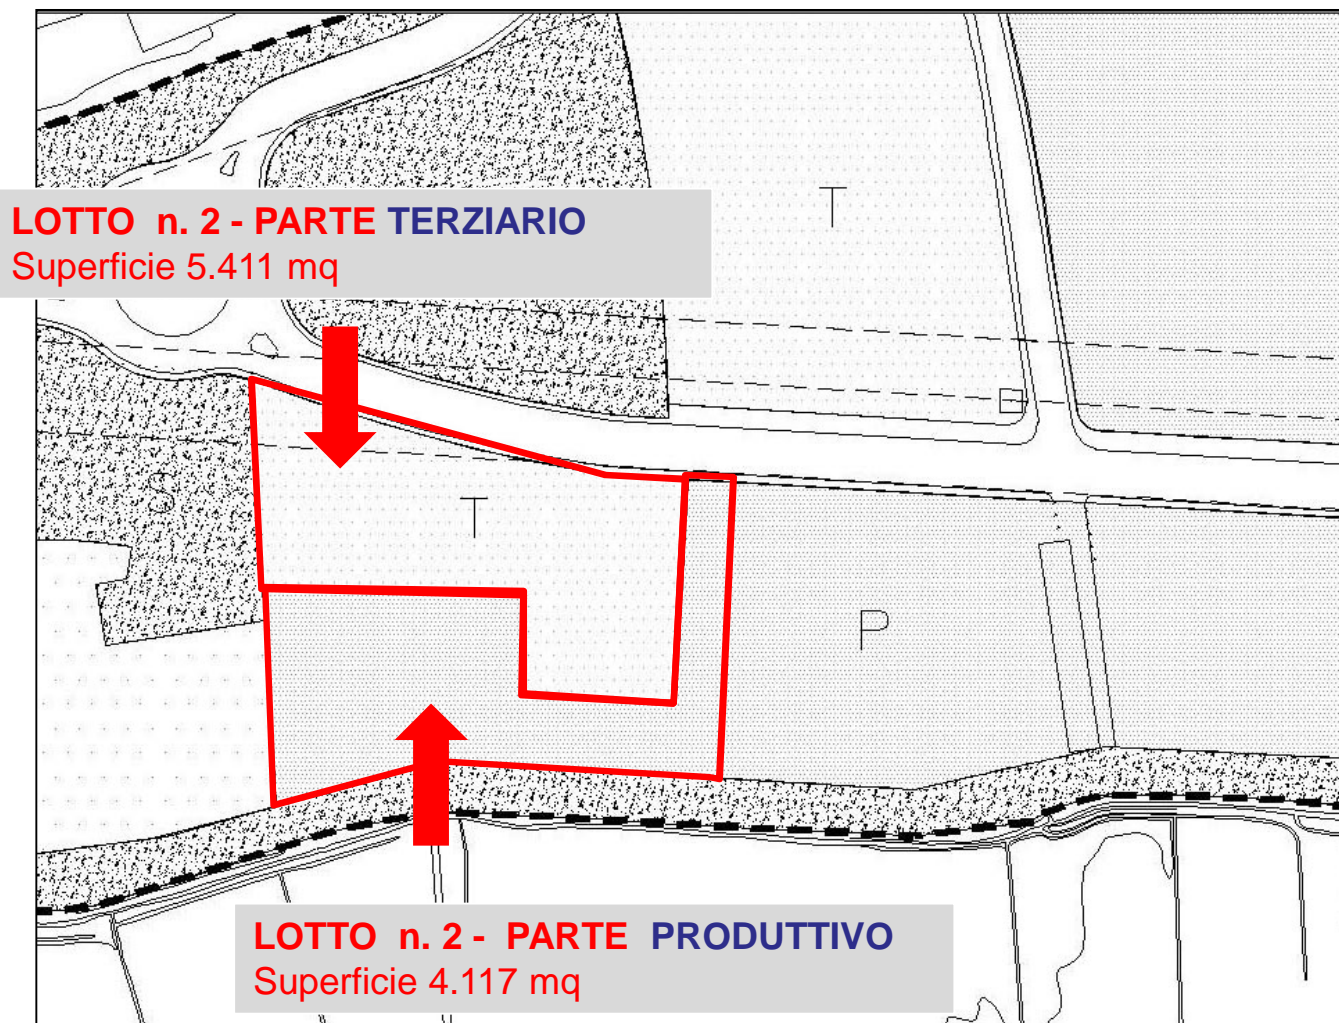 T
LOTTO n. 2 - PARTE TERZIARIO
Superficie 5.411 mq
S
S
T
P
LOTTO n. 2 - PARTE PRODUTTIVO
Superficie 4.117 mq